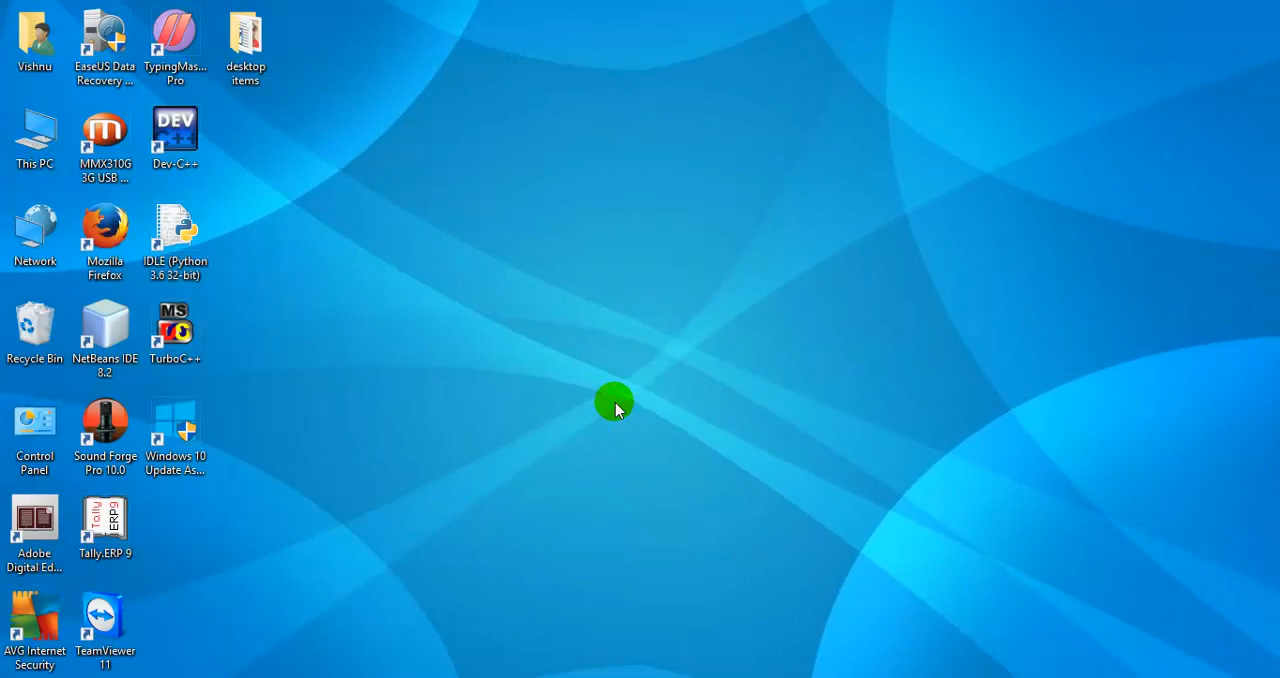 Vishnu
EaseUS Data
Recovery ...
TypingMas...
Pro
desktop
items
This PC
m
MMX310G
3G USB ...
DEV
C++
Dev-C++
Network
Mozilla
Firefox
IDLE (Python
3.6 32-bit)
Recycle Bin
NetBeans IDE
8.2
MS
TurboC++
Control
Panel
Sound Forge
Pro 10.0
Windows 10
Update As...
Adobe
Digital Ed...
Tally
ERP9
Tally.ERP 9
AVG Internet
Security
TeamViewer
11